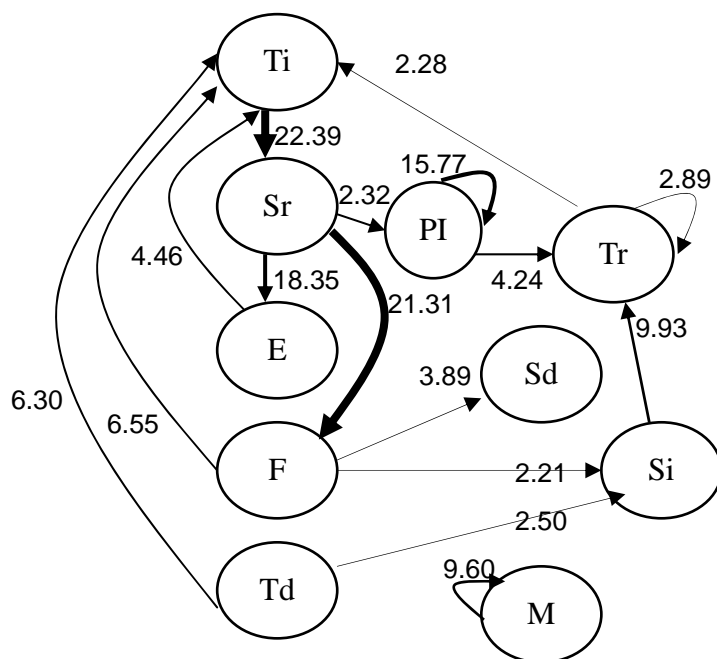 Ti
2.28
22.39
15.77
2.89
Sr
2.32
PI
Tr
4.46
18.35
4.24
21.31
9.93
E
3.89
Sd
6.30
6.55
F
2.21
Si
2.50
Td
9.60
M